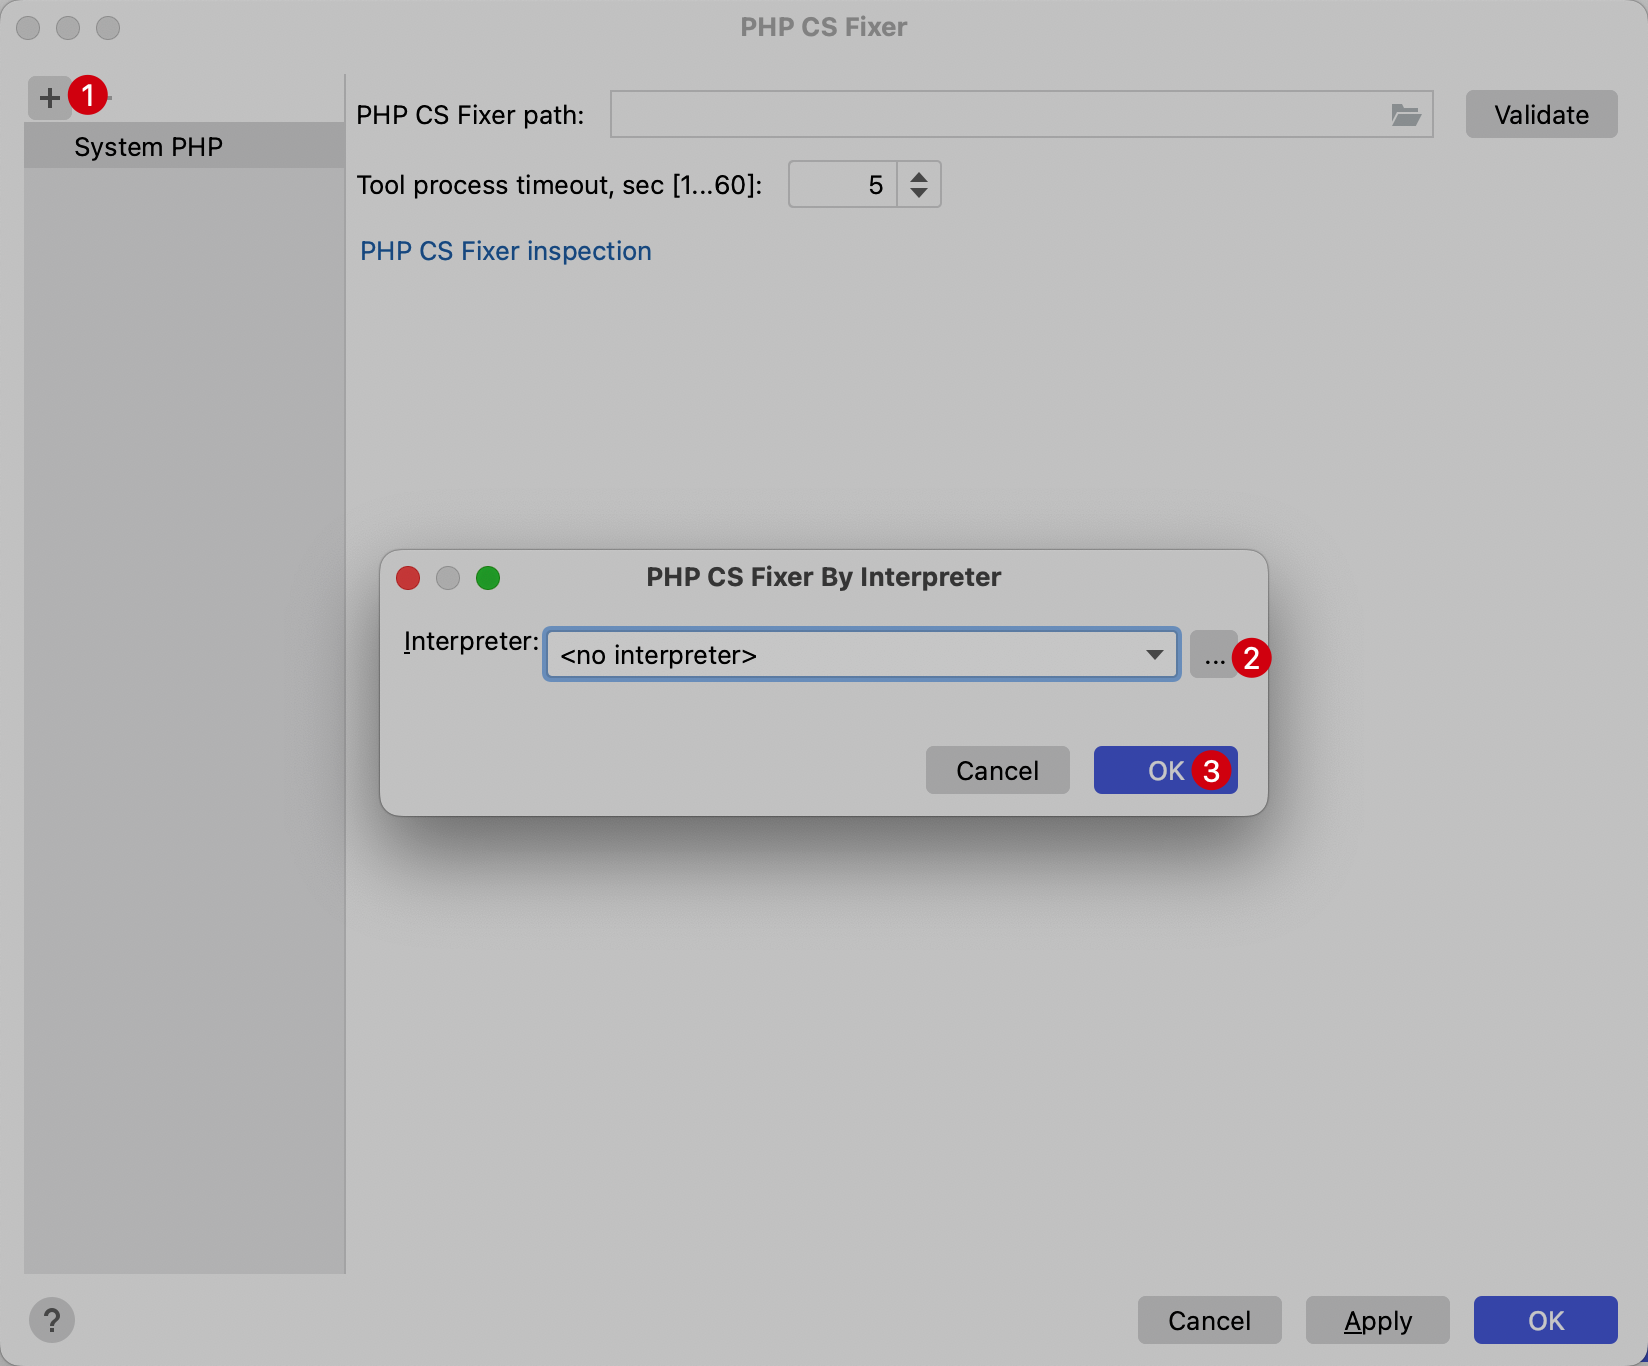 PHP CS Fixer
+ 1
System PHP
PHP CS Fixer path:
Validate
Tool process timeout, sec [1...60]: 5
PHP CS Fixer inspection
PHP CS Fixer By Interpreter
Interpreter: <no interpreter> ... 2
Cancel OK 3
? Cancel Apply OK